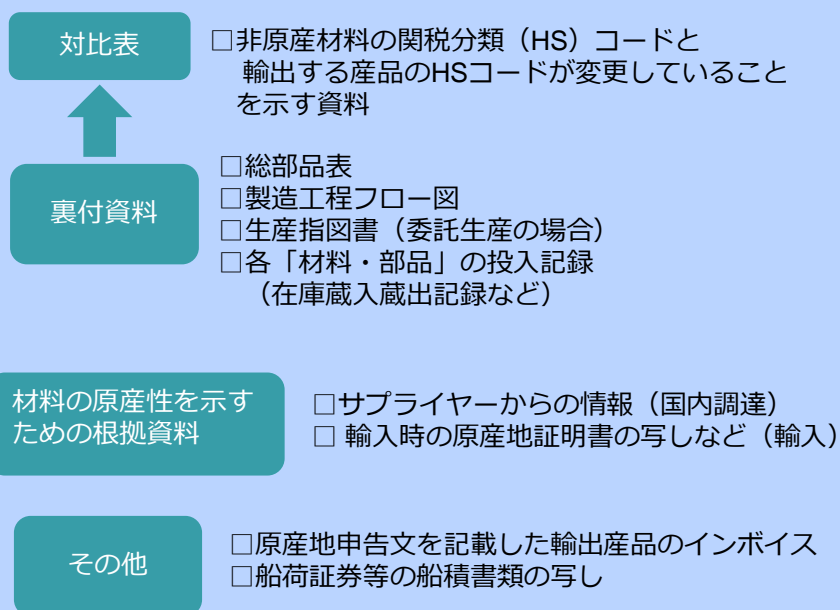 対比表
□非原産材料の関税分類（HS）コードと
輸出する産品のHSコードが変更していること
を示す資料
裏付資料
□総部品表
□製造工程フロー図
□生産指図書（委託生産の場合）
□各「材料・部品」の投入記録
（在庫蔵入蔵出記録など）
材料の原産性を示す
ための根拠資料
□サプライヤーからの情報（国内調達）
□ 輸入時の原産地証明書の写しなど（輸入）
その他
□原産地申告文を記載した輸出産品のインボイス
□船荷証券等の船積書類の写し